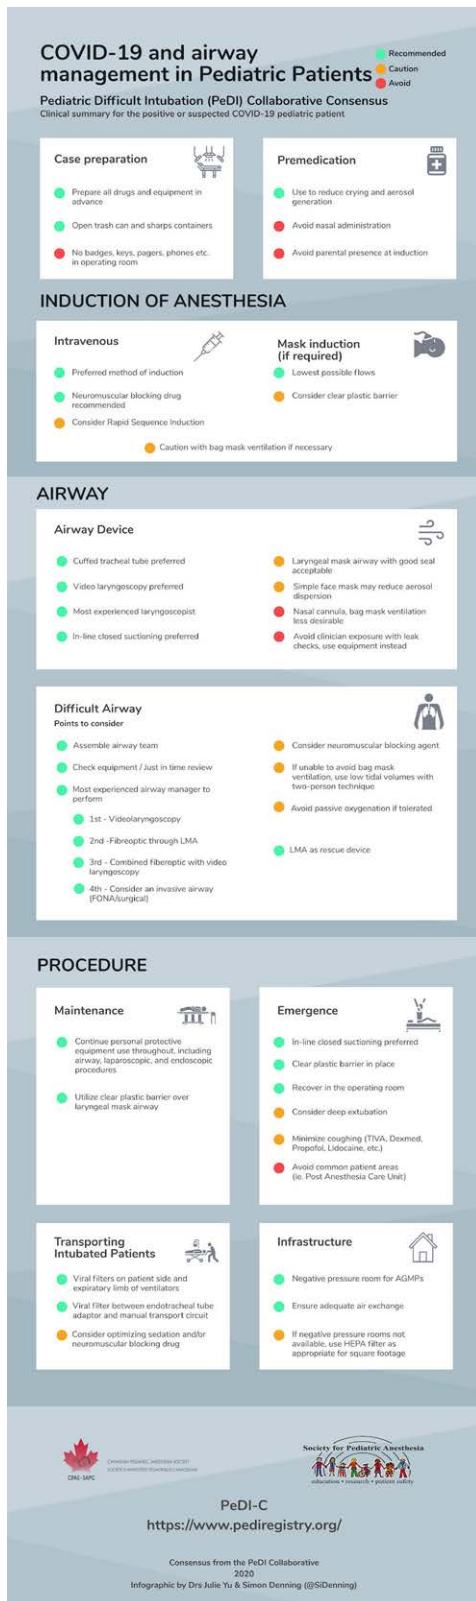 COVID-19 and airway
management in Pediatric Patients
Recommended
Caution
Avoid
Pediatric Difficult Intubation (PeDI) Collaborative Consensus
Clinical summary for the positive or suspected COVID-19 pediatric patient
Case preparation
Prepare all drugs and equipment in
advance
Open trash can and sharps containers
No badges, keys, pagers, phones etc.
in operating room
Premedication
Use to reduce crying and aerosol
generation
Avoid nasal administration
Avoid parental presence at induction
INDUCTION OF ANESTHESIA
Intravenous
Preferred method of induction
Neuromuscular blocking drug
recommended
Consider Rapid Sequence Induction
Mask induction
(if required)
Lowest possible flows
Consider clear plastic barrier
Caution with bag mask ventilation if necessary
AIRWAY
Airway Device
Cuffed tracheal tube preferred
Video laryngoscopy preferred
Most experienced laryngoscopist
In-line closed suctioning preferred
Laryngeal mask airway with good seal
acceptable
Simple face mask may reduce aerosol
dispersion
Nasal cannula, bag mask ventilation
less desirable
Avoid clinician exposure with leak
checks, use equipment instead
Difficult Airway
Points to consider
Assemble airway team
Check equipment / Just in time review
Most experienced airway manager to
perform
1st - Videolaryngoscopy
2nd -Fibreoptic through LMA
3rd - Combined fiberoptic with video
laryngoscopy
4th - Consider an invasive airway
(FONA/surgical)
Consider neuromuscular blocking agent
If unable to avoid bag mask
ventilation, use low tidal volumes with
two-person technique
Avoid passive oxygenation if tolerated
LMA as rescue device
PROCEDURE
Maintenance
Continue personal protective
equipment use throughout, including
airway, laparoscopic, and endoscopic
procedures
Utilize clear plastic barrier over
laryngeal mask airway
Emergence
In-line closed suctioning preferred
Clear plastic barrier in place
Recover in the operating room
Consider deep extubation
Minimize coughing (TIVA, Dexmed,
Propofol, Lidocaine, etc.)
Avoid common patient areas
(ie. Post Anesthesia Care Unit)
Transporting
Intubated Patients
Viral filters on patient side and
expiratory limb of ventilators
Viral filter between endotracheal tube
adaptor and manual transport circuit
Consider optimizing sedation and/or
neuromuscular blocking drug
Infrastructure
Negative pressure room for AGMPs
Ensure adequate air exchange
If negative pressure rooms not
available, use HEPA filter as
appropriate for square footage
CPAS-SAPC
CANADIAN PEDIATRIC ANESTHESIA SOCIETY
Society for Pediatric Anesthesia
education • research • patient safety
PeDI-C
https://www.pediregistry.org/
Consensus from the PeDI Collaborative
2020
Infographic by Drs Julie Yu & Simon Denning (@SiDenning)